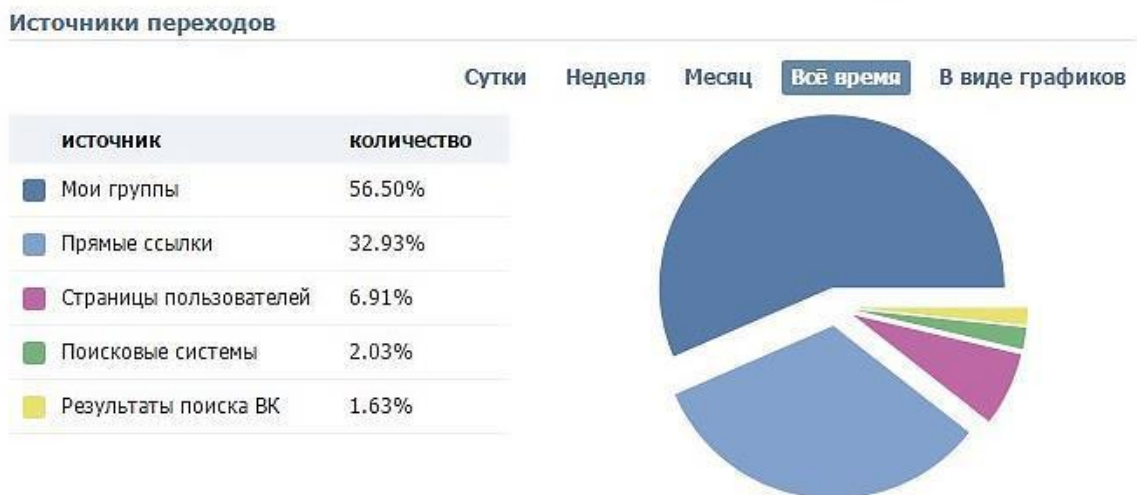 Источники переходов
Сутки Неделя Месяц Всё время В виде графиков
источник количество
Мои группы 56.50%
Прямые ссылки 32.93%
Страницы пользователей 6.91%
Поисковые системы 2.03%
Результаты поиска ВК 1.63%